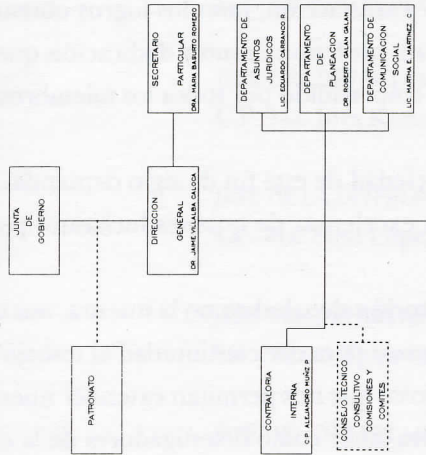 JUNTA
DE
GOBIERNO
PATRONATO
DIRECCION
GENERAL
DR. JAIME VILLALBA CALOCA
SECRETARIO
PARTICULAR
DRA. MARIA BASURTO ROMERO
CONTRALORIA
INTERNA
C.P. ALEJANDRO MUÑIZ P.
CONSEJO TECNICO
CONSULTIVO
COMISIONES Y
COMITES
DEPARTAMENTO DE
ASUNTOS
JURIDICOS
LIC. EDUARDO CARRANCO R.
DEPARTAMENTO
DE
PLANEACION
DR. ROBERTO GALAN GALAN
DEPARTAMENTO DE
COMUNICACION
SOCIAL
LIC. MARTHA E. MARTINEZ C.